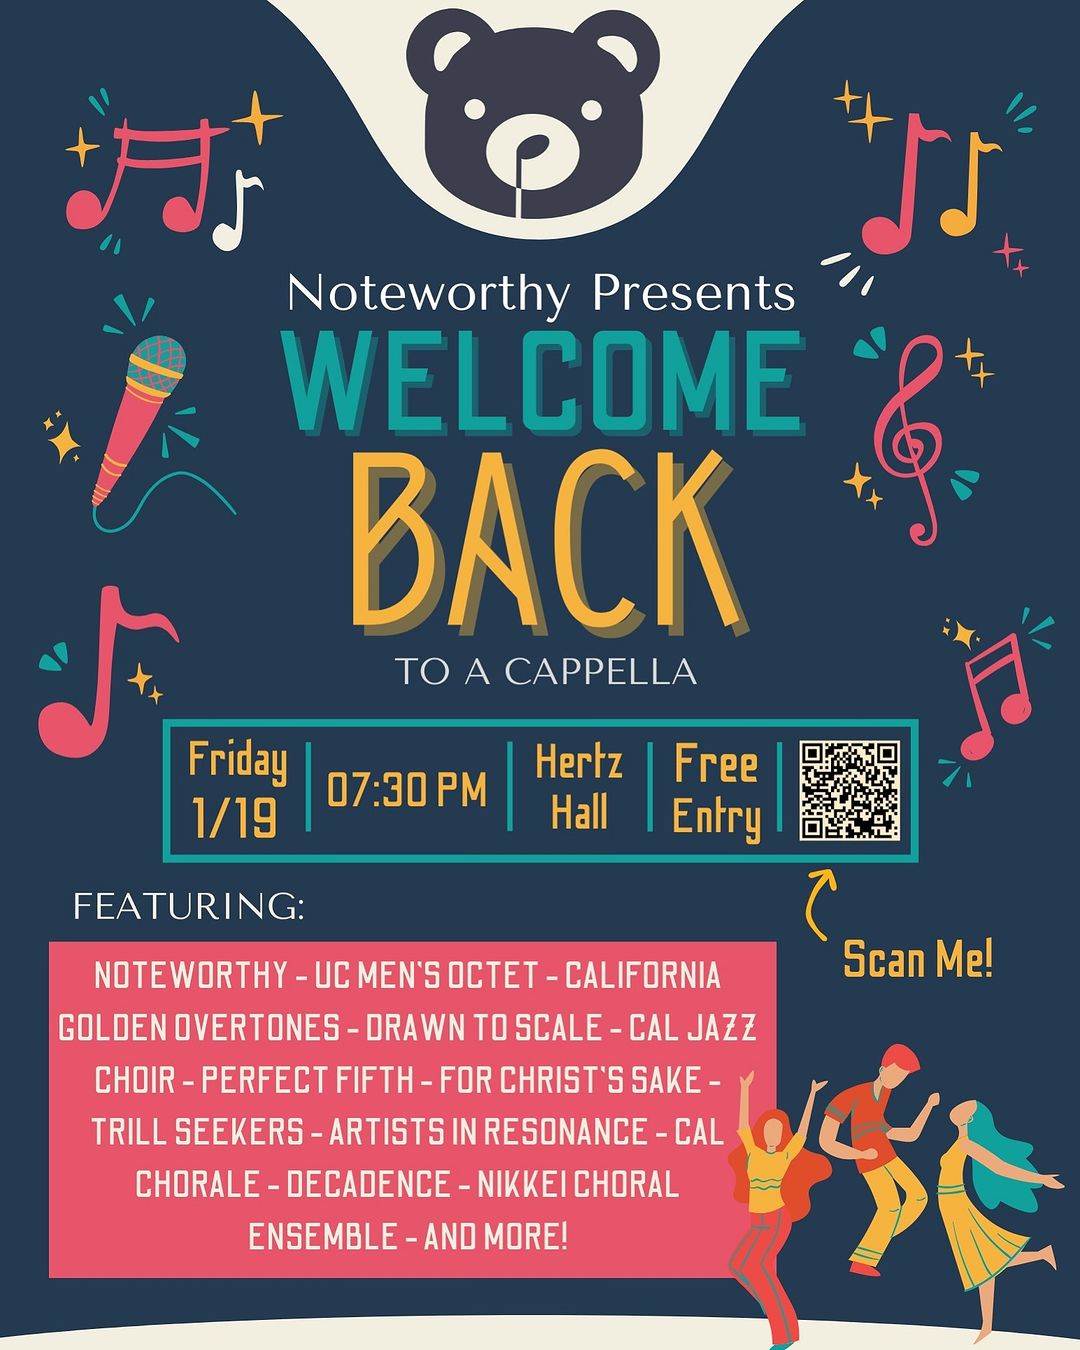 Noteworthy Presents
WELCOME
BACK
TO A CAPPELLA
Friday
1/19
07:30 PM
Hertz
Hall
Free
Entry
Scan Me!
FEATURING:
NOTEWORTHY - UC MEN'S OCTET - CALIFORNIA
GOLDEN OVERTONES - DRAWN TO SCALE - CAL JAZZ
CHOIR - PERFECT FIFTH - FOR CHRIST'S SAKE -
TRILL SEEKERS - ARTISTS IN RESONANCE - CAL
CHORALE - DECADENCE - NIKKEI CHORAL
ENSEMBLE - AND MORE!